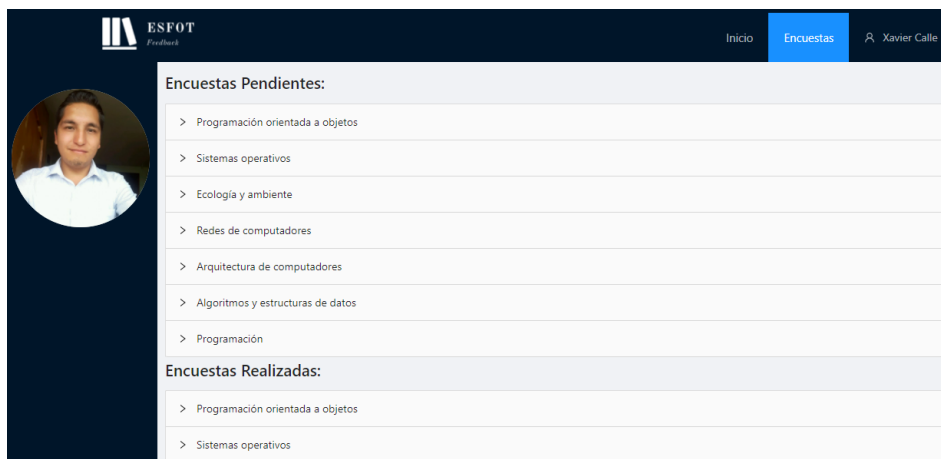 ESFOT
Feedback
Inicio
Encuestas
Xavier Calle
Encuestas Pendientes:
Programación orientada a objetos
Sistemas operativos
Ecología y ambiente
Redes de computadores
Arquitectura de computadores
Algoritmos y estructuras de datos
Programación
Encuestas Realizadas:
Programación orientada a objetos
Sistemas operativos